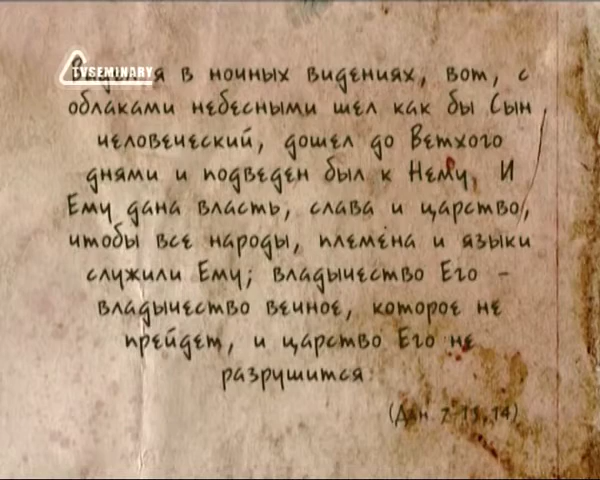 TVSEMINARY
Видел я в ночных видениях, вот, с
облаками небесными шел как бы Сын
человеческий, дошел до Ветхого
днями и подведен был к Нему. И
Ему дана власть, слава и царство,
чтобы все народы, племена и языки
служили Ему; владычество Его -
владычество вечное, которое не
прейдет, и царство Его не
разрушится
(Дан 7 13,14)